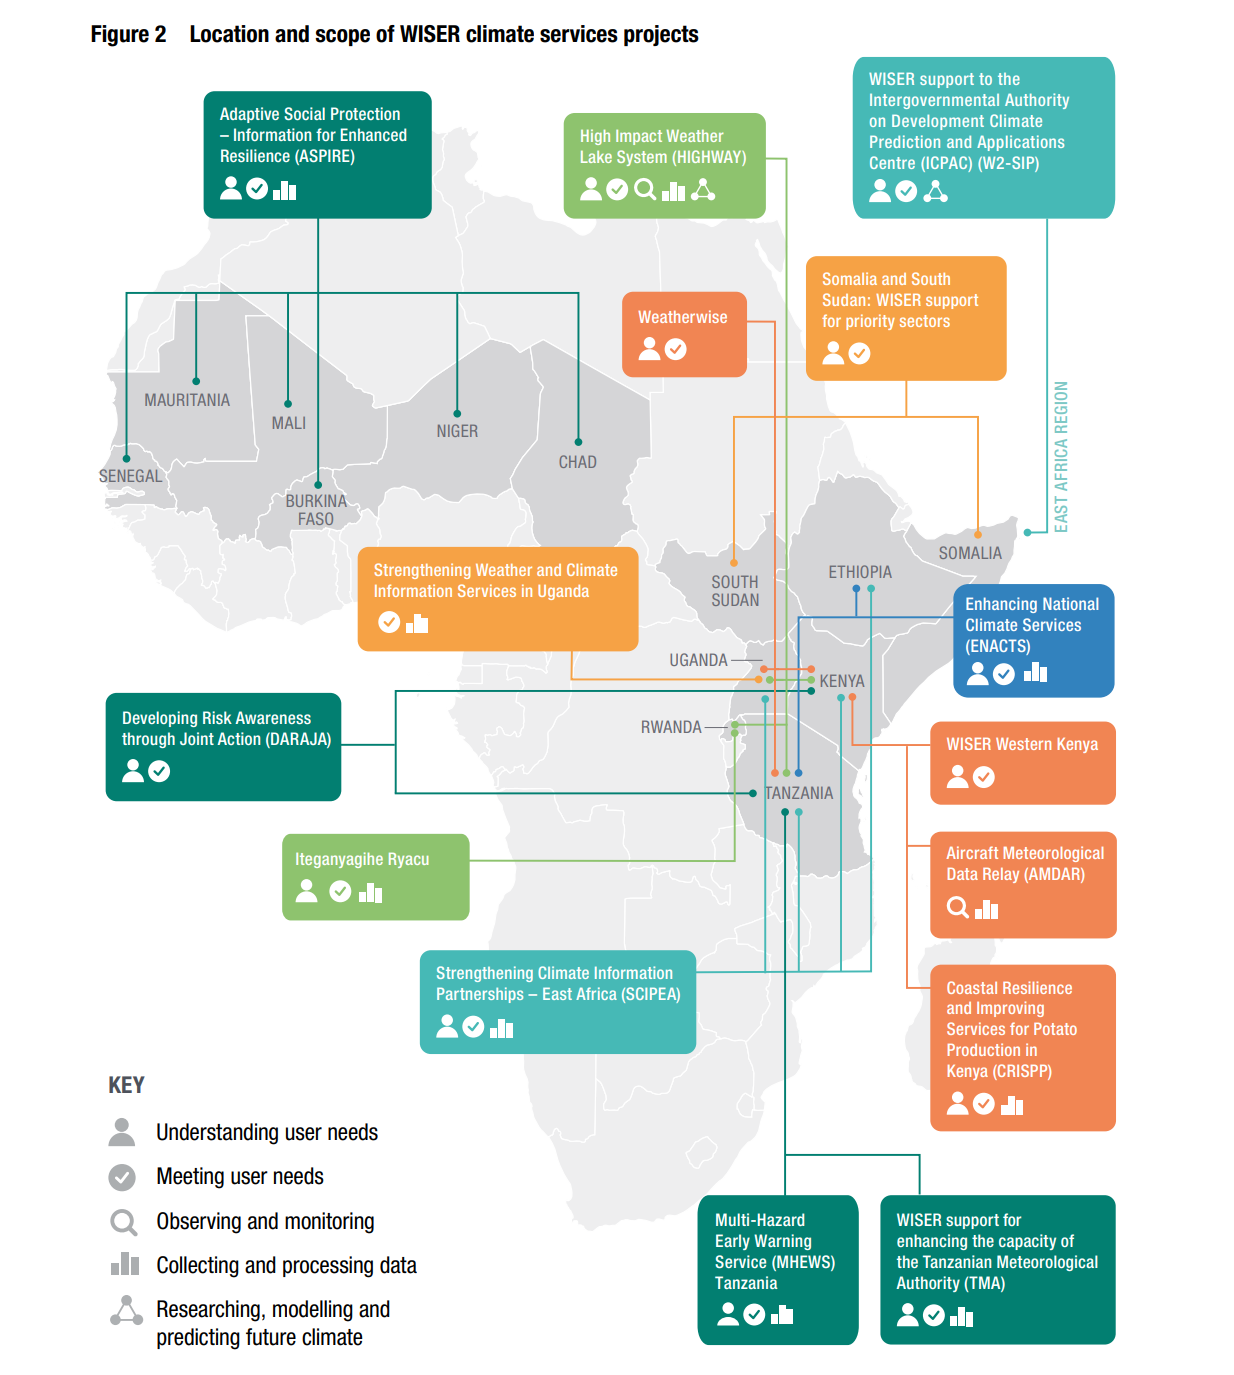 Figure 2 Location and scope of WISER climate services projects
Adaptive Social Protection
– Information for Enhanced
Resilience (ASPIRE)
High Impact Weather
Lake System (HIGHWAY)
WISER support to the
Intergovernmental Authority
on Development Climate
Prediction and Applications
Centre (ICPAC) (W2-SIP)
Somalia and South
Sudan: WISER support
for priority sectors
Weatherwise
EAST AFRICA REGION
MAURITANIA
MALI
NIGER
CHAD
SENEGAL
BURKINA
FASO
SOMALIA
ETHIOPIA
SOUTH
SUDAN
Strengthening Weather and Climate
Information Services in Uganda
Enhancing National
Climate Services
(ENACTS)
UGANDA
KENYA
RWANDA
TANZANIA
Developing Risk Awareness
through Joint Action (DARAJA)
WISER Western Kenya
Iteganyagihe Ryacu
Aircraft Meteorological
Data Relay (AMDAR)
Strengthening Climate Information
Partnerships – East Africa (SCIPEA)
Coastal Resilience
and Improving
Services for Potato
Production in
Kenya (CRISPP)
KEY
Understanding user needs
Meeting user needs
Observing and monitoring
Collecting and processing data
Researching, modelling and
predicting future climate
Multi-Hazard
Early Warning
Service (MHEWS)
Tanzania
WISER support for
enhancing the capacity of
the Tanzanian Meteorological
Authority (TMA)